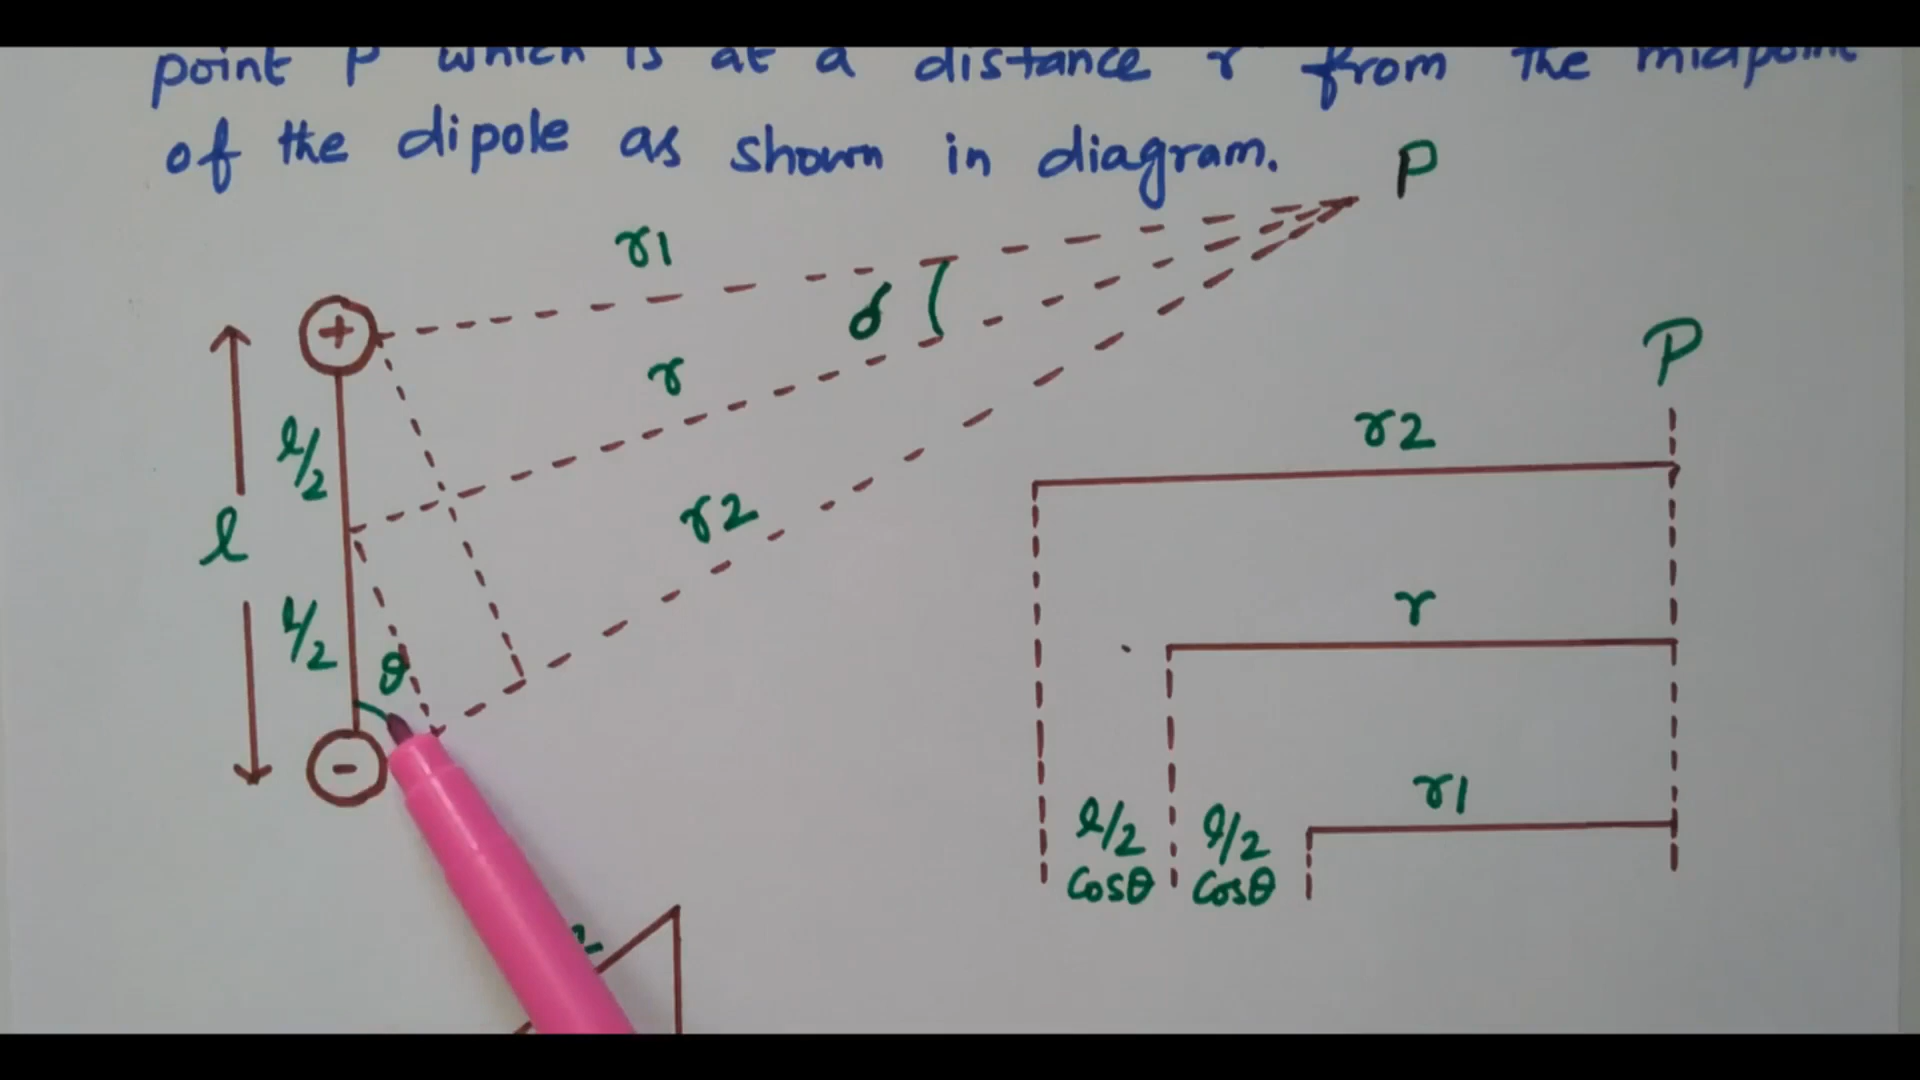 point P which is at a distance r from the midpoint
of the dipole as shown in diagram.
P
r1
δ
+
r
P
l/2
r2
r2
l
r
l/2
θ
-
r1
l/2 l/2
cosθ cosθ